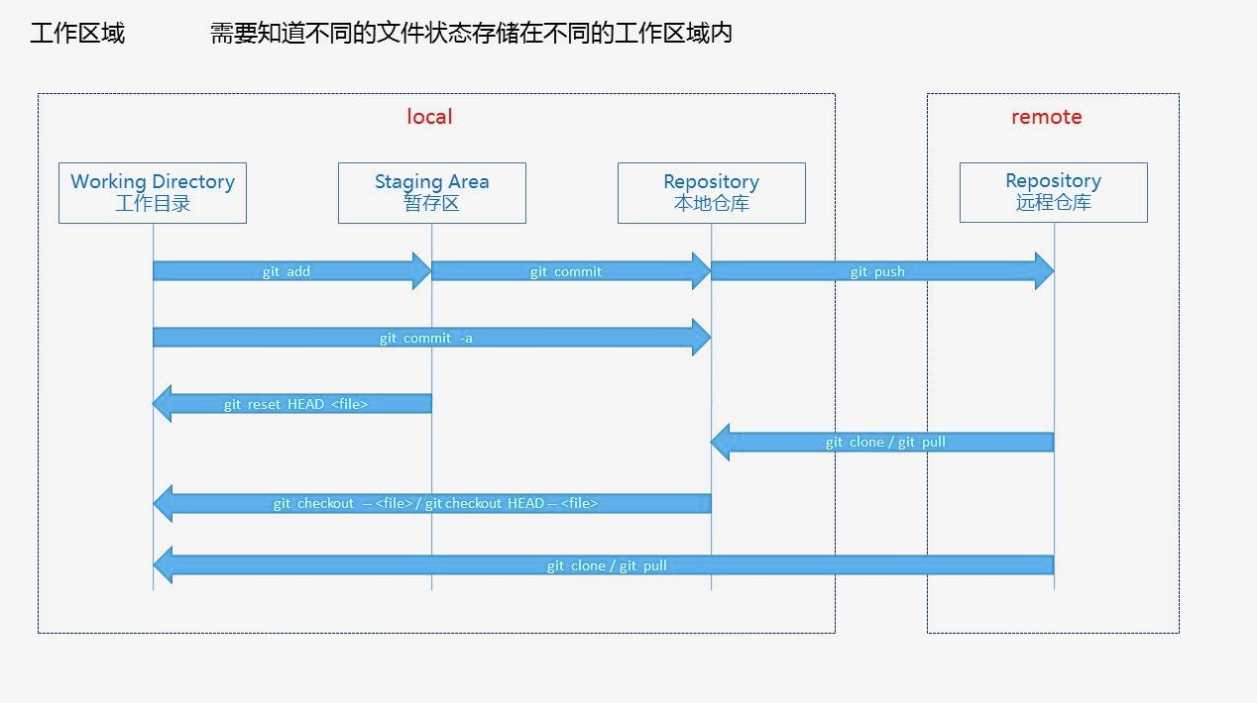 工作区域 需要知道不同的文件状态存储在不同的工作区域内
local
remote
Working Directory
工作目录
Staging Area
暂存区
Repository
本地仓库
Repository
远程仓库
git add
git commit
git push
git commit -a
git reset HEAD <file>
git clone / git pull
git checkout -- <file> / git checkout HEAD -- <file>
git clone / git pull